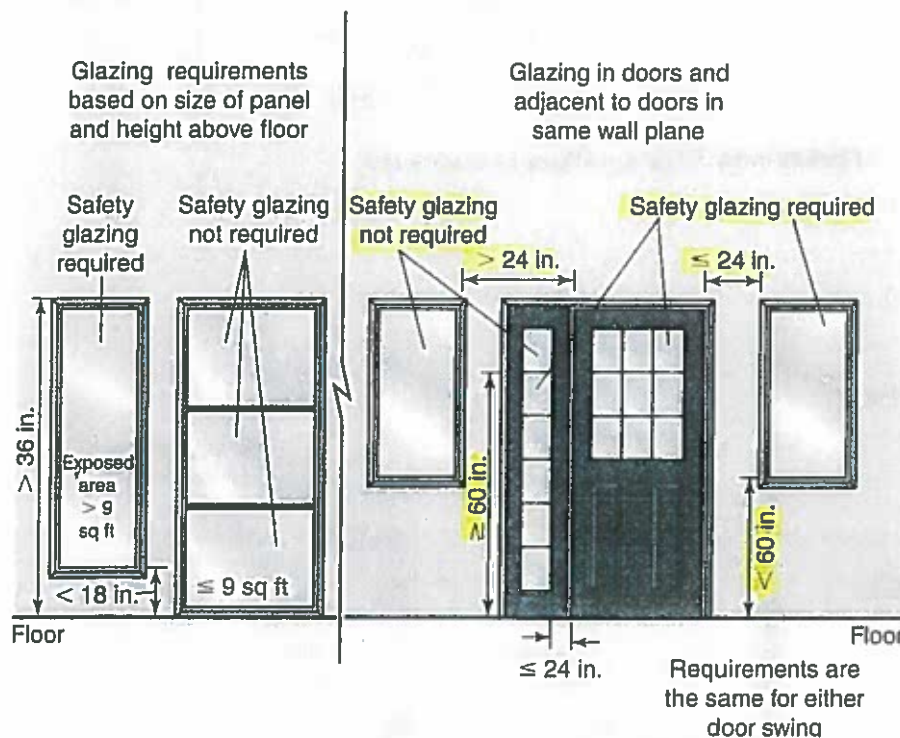 Glazing requirements
based on size of panel
and height above floor
Safety
glazing
required
Safety glazing
not required
> 36 in.
Exposed
area
> 9
sq ft
< 18 in.
≤ 9 sq ft
Floor
Glazing in doors and
adjacent to doors in
same wall plane
Safety glazing
not required
> 24 in.
Safety glazing required
≤ 24 in.
≥ 60 in.
< 60 in.
≤ 24 in.
Floor
Requirements are
the same for either
door swing